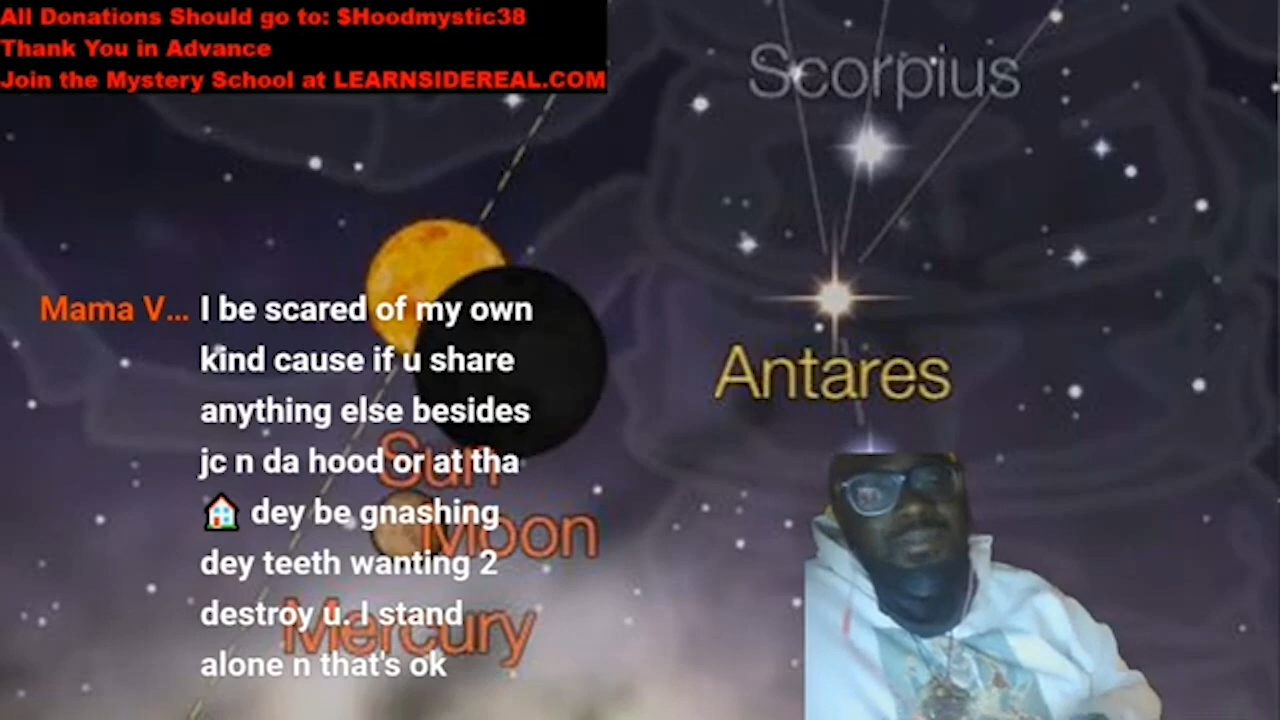 All Donations Should go to: $Hoodmystic38
Thank You in Advance
Join the Mystery School at LEARNSIDEREAL.COM
Scorpius
Antares
Mama V... I be scared of my own
kind cause if u share
anything else besides
jc n da hood or at tha
🏠 dey be gnashing
dey teeth wanting 2
destroy u. I stand
alone n that's ok
Sun
Moon
Mercury